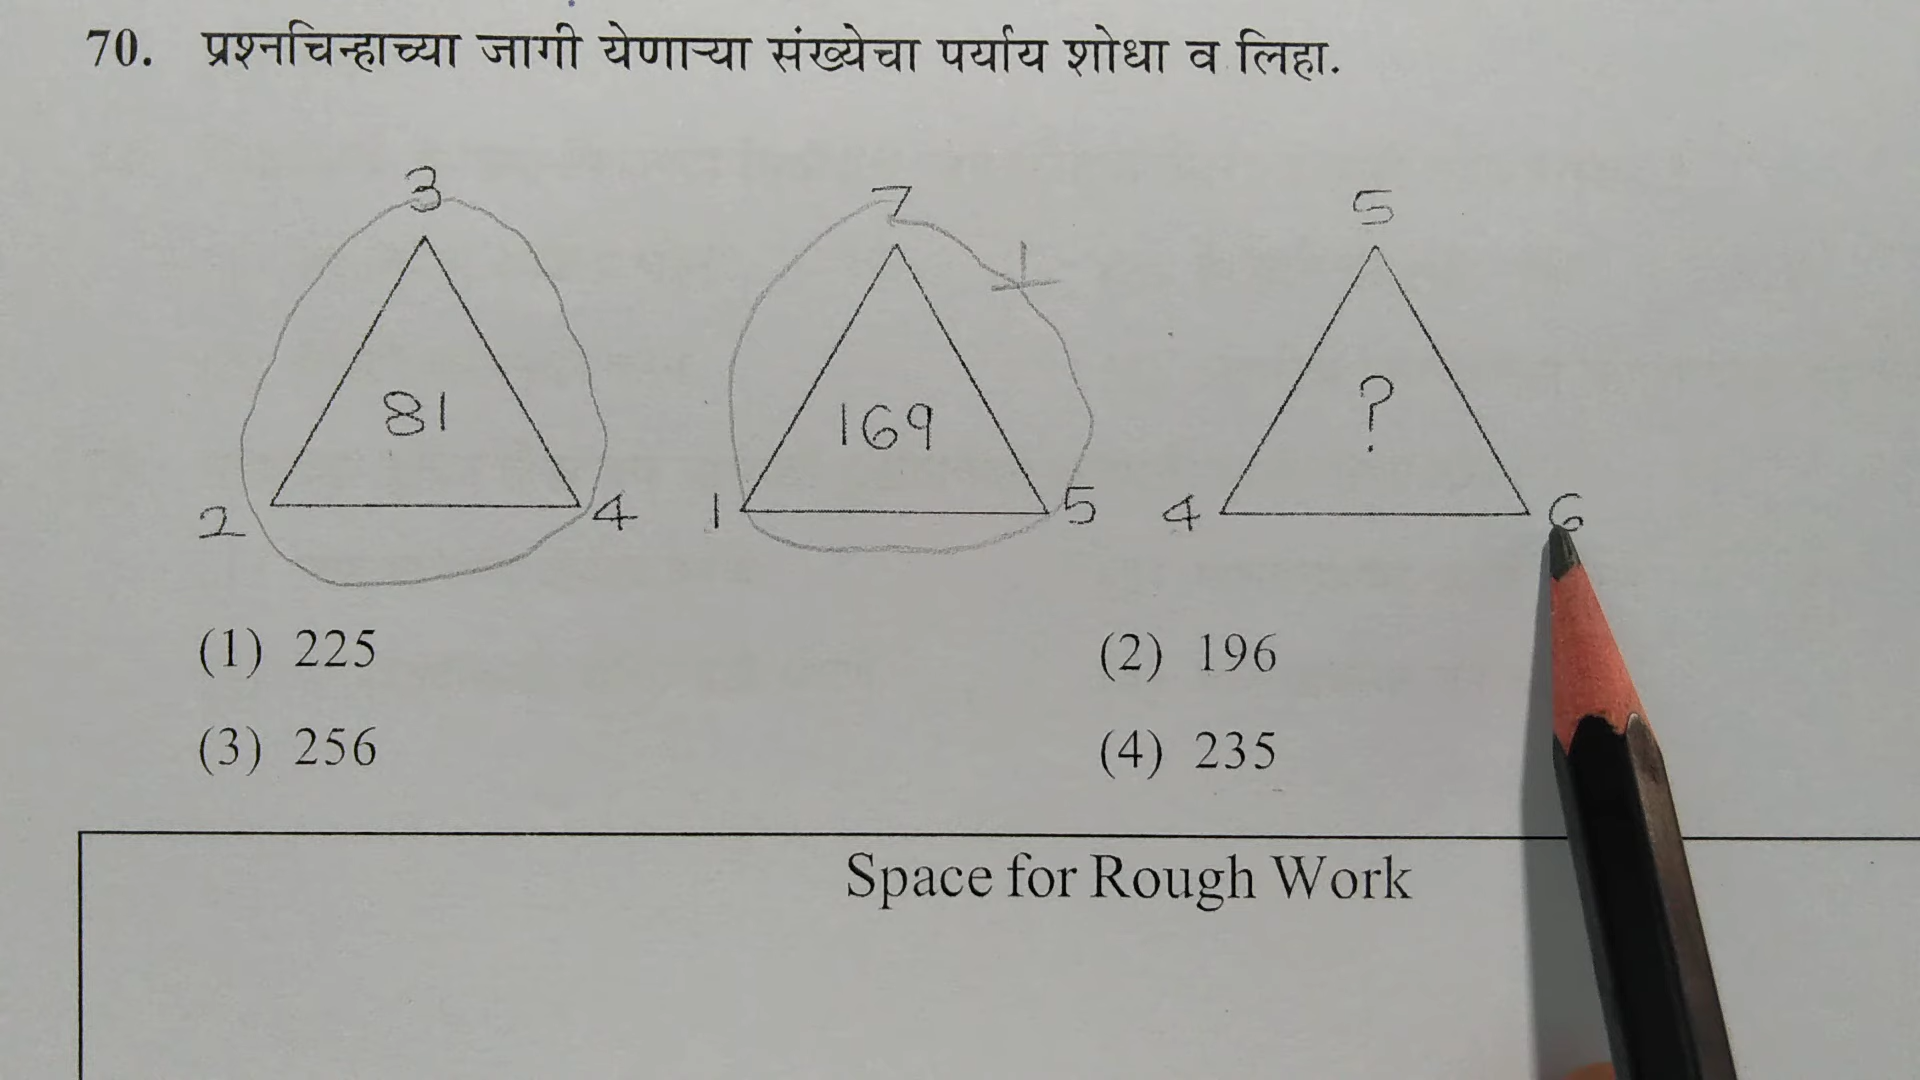 70. प्रश्नचिन्हाच्या जागी येणाऱ्या संख्येचा पर्याय शोधा व लिहा.
3 7 5
81 169 ?
2 4 1 5 4 6
(1) 225 (2) 196
(3) 256 (4) 235
Space for Rough Work